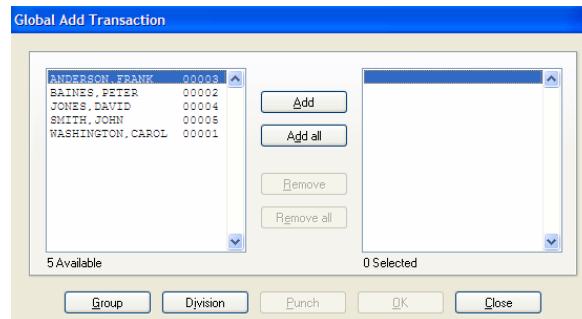 Global Add Transaction
ANDERSON, FRANK 00003
BAINES, PETER 00002
JONES, DAVID 00004
SMITH, JOHN 00005
WASHINGTON, CAROL 00001
Add
Add all
Remove
Remove all
5 Available
0 Selected
Group
Division
Punch
OK
Close